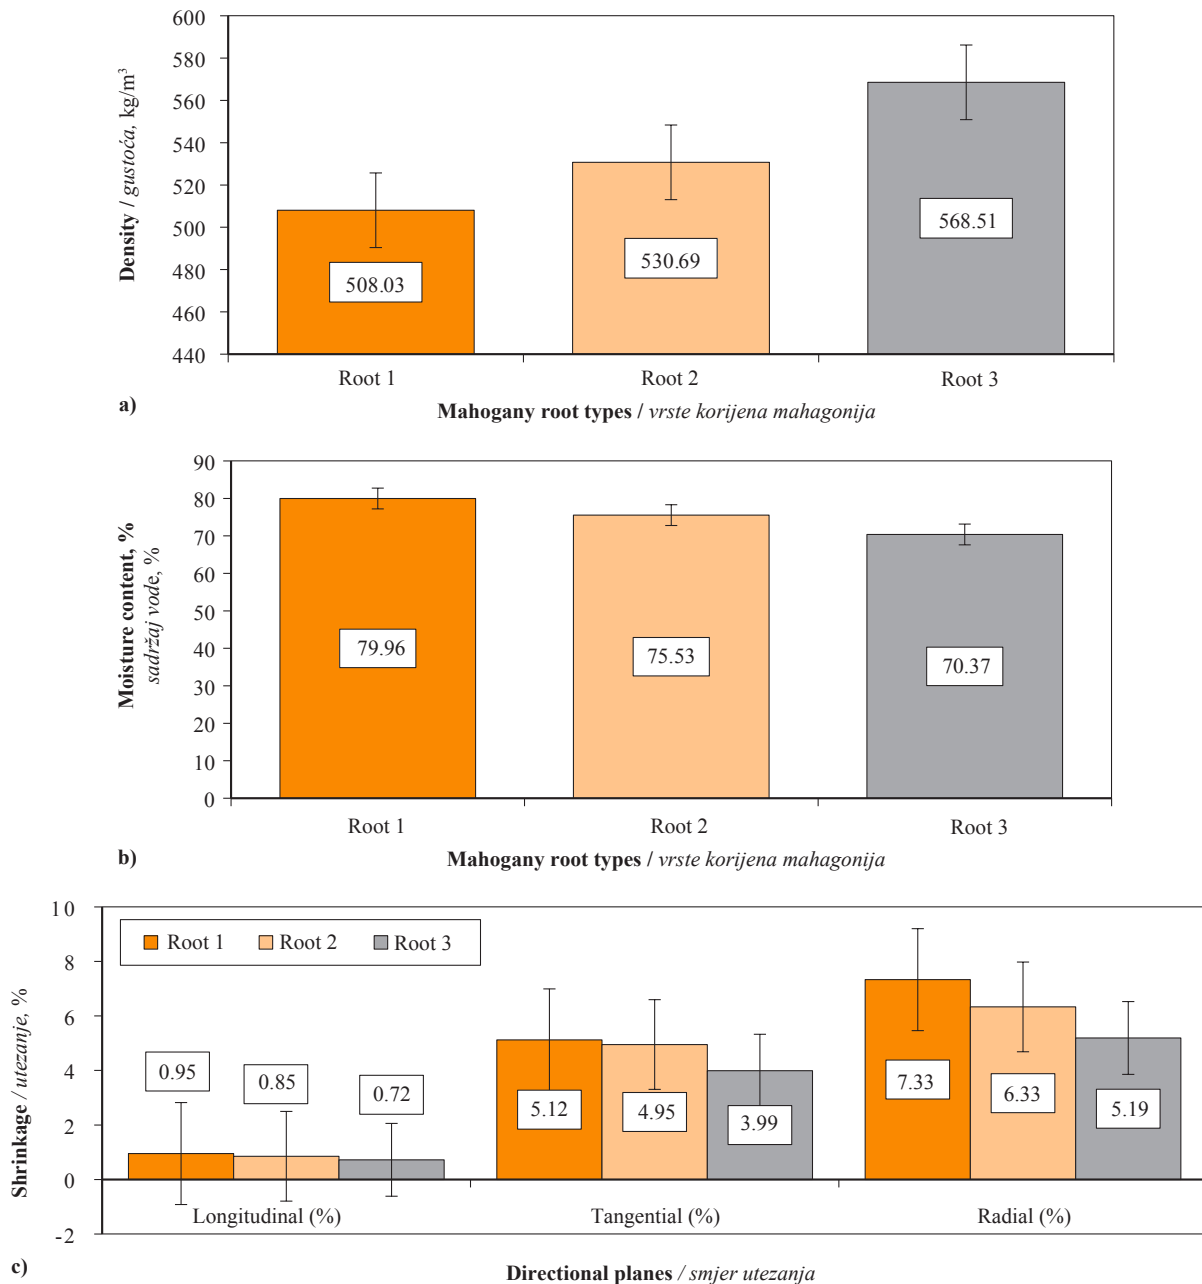 600
580
560
540
520
500
480
460
440
Density / gustoća, kg/m³
508.03
530.69
568.51
Root 1 Root 2 Root 3
a)
Mahogany root types / vrste korijena mahagonija
90
80
70
60
50
40
30
20
10
0
Moisture content, %
sadržaj vode, %
79.96
75.53
70.37
Root 1 Root 2 Root 3
b)
Mahogany root types / vrste korijena mahagonija
10
8
6
4
2
0
-2
Shrinkage / utezanje, %
Root 1 Root 2 Root 3
0.95
0.85
0.72
5.12
4.95
3.99
7.33
6.33
5.19
Longitudinal (%) Tangential (%) Radial (%)
c)
Directional planes / smjer utezanja